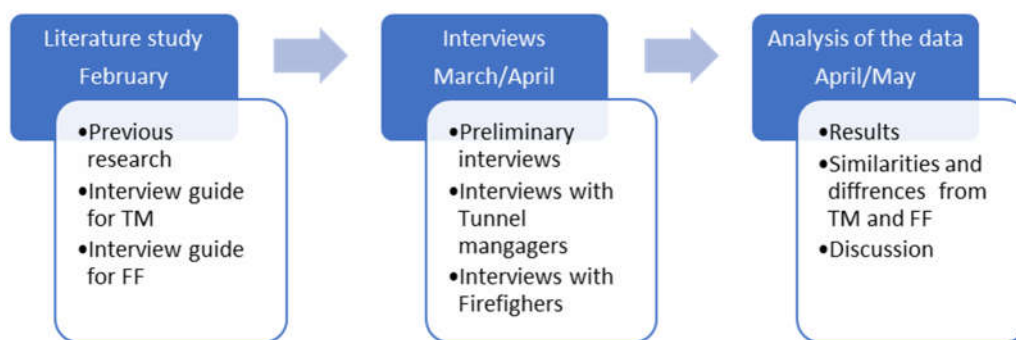 Literature study
February
•Previous
research
•Interview guide
for TM
•Interview guide
for FF
Interviews
March/April
•Preliminary
interviews
•Interviews with
Tunnel
mangagers
•Interviews with
Firefighers
Analysis of the data
April/May
•Results
•Similarities and
diffrences from
TM and FF
•Discussion